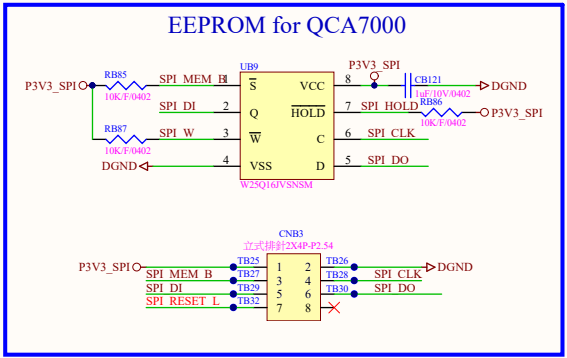 EEPROM for QCA7000
UB9
P3V3_SPI
RB85
SPI_MEM_B
1
S
VCC
8
P3V3_SPI
CB121
DGND
10K/F/0402
1uF/10V/0402
SPI_DI
2
Q
HOLD
7
SPI_HOLD
RB86
P3V3_SPI
10K/F/0402
RB87
SPI_W
3
W
C
6
SPI_CLK
10K/F/0402
DGND
4
VSS
D
5
SPI_DO
W25Q16JVSNSM
CNB3
立式排針2X4P-P2.54
P3V3_SPI
TB25
1
2
TB26
DGND
SPI_MEM_B
TB27
3
4
TB28
SPI_CLK
SPI_DI
TB29
5
6
TB30
SPI_DO
SPI_RESET_L
TB32
7
8